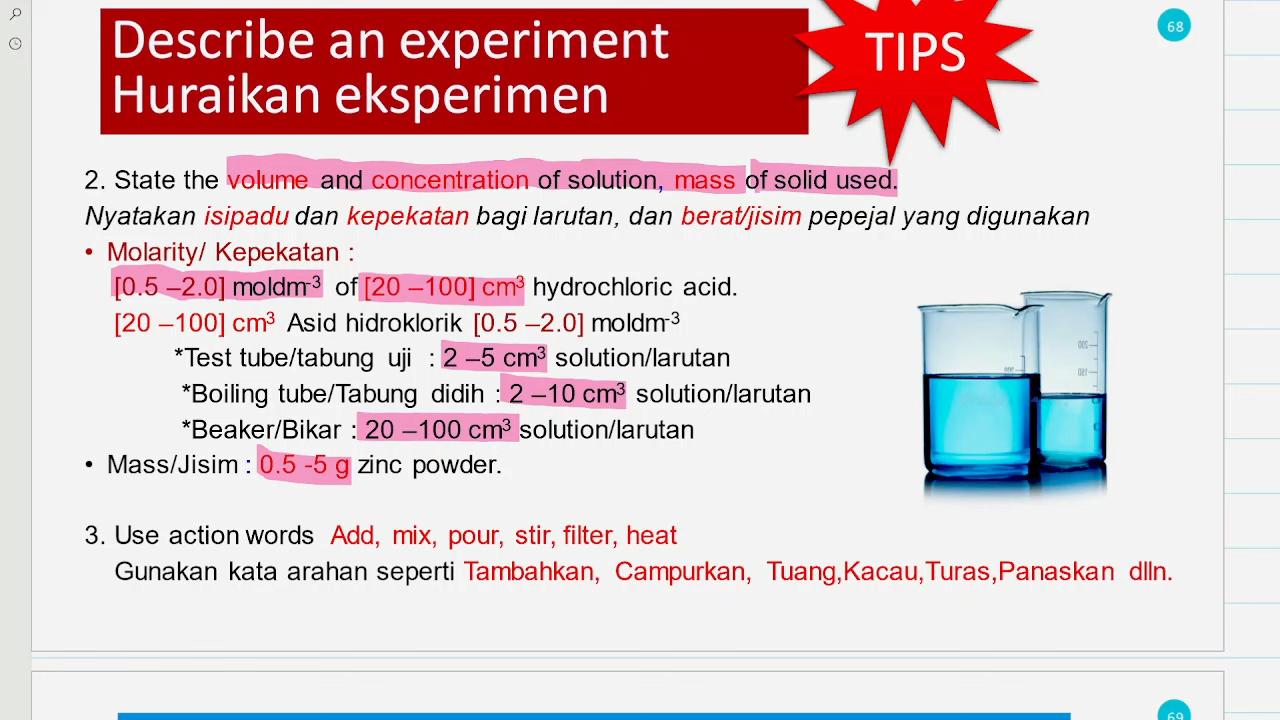 Describe an experiment
Huraikan eksperimen
TIPS
68
2. State the volume and concentration of solution, mass of solid used.
Nyatakan isipadu dan kepekatan bagi larutan, dan berat/jisim pepejal yang digunakan
• Molarity/ Kepekatan :
[0.5 –2.0] moldm-3 of [20 –100] cm3 hydrochloric acid.
[20 –100] cm3 Asid hidroklorik [0.5 –2.0] moldm-3
*Test tube/tabung uji : 2 –5 cm3 solution/larutan
*Boiling tube/Tabung didih : 2 –10 cm3 solution/larutan
*Beaker/Bikar : 20 –100 cm3 solution/larutan
• Mass/Jisim : 0.5 -5 g zinc powder.
3. Use action words Add, mix, pour, stir, filter, heat
Gunakan kata arahan seperti Tambahkan, Campurkan, Tuang,Kacau,Turas,Panaskan dlln.
69